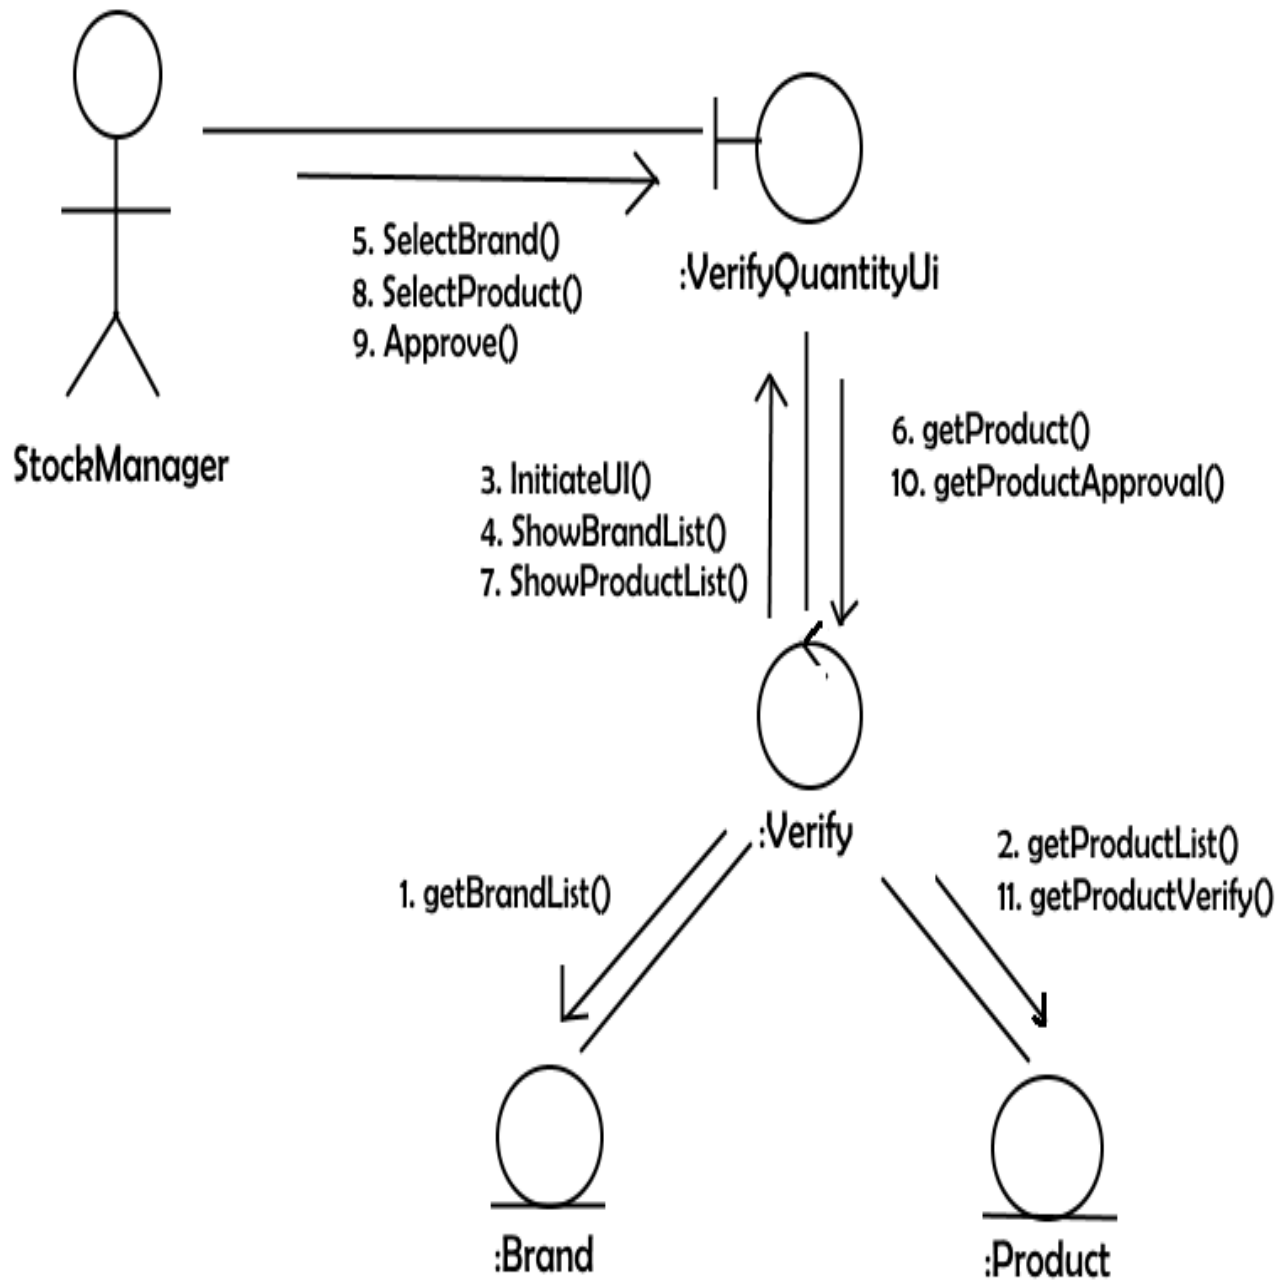 5. SelectBrand()
8. SelectProduct()
9. Approve()
:VerifyQuantityUi
StockManager
3. InitiateUI()
4. ShowBrandList()
7. ShowProductList()
6. getProduct()
10. getProductApproval()
:Verify
1. getBrandList()
2. getProductList()
11. getProductVerify()
:Brand
:Product